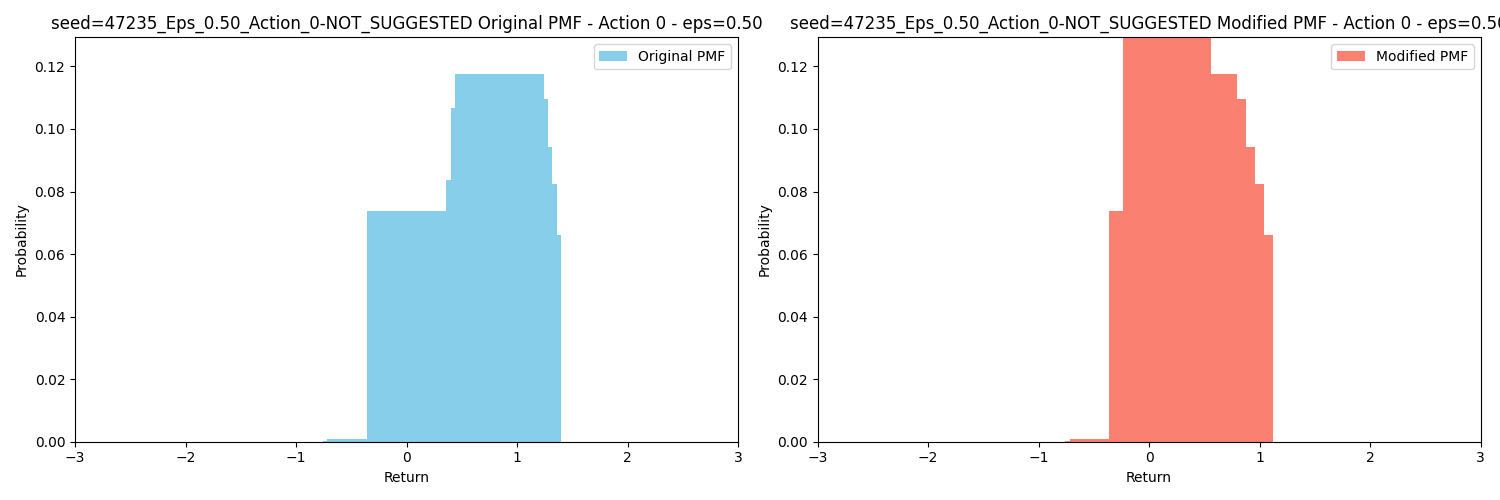 seed=47235_Eps_0.50_Action_0-NOT_SUGGESTED Original PMF - Action 0 - eps=0.50
Original PMF
0.12
0.10
0.08
0.06
0.04
0.02
0.00
Probability
−3 −2 −1 0 1 2 3
Return
seed=47235_Eps_0.50_Action_0-NOT_SUGGESTED Modified PMF - Action 0 - eps=0.50
Modified PMF
0.12
0.10
0.08
0.06
0.04
0.02
0.00
Probability
−3 −2 −1 0 1 2 3
Return